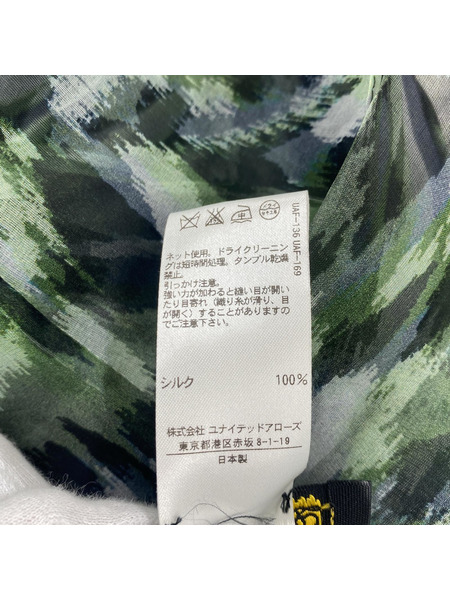 UAF-136 UAF-169
ネット使用。ドライクリーニン
グは短時間処理。タンブル乾燥
禁止。
引っかけ注意。
強い力が加わると縫い目が開い
たり目寄れ（織り糸が滑り、目
が開く）することがありますの
でご注意下さい。
シルク 100%
株式会社 ユナイテッドアローズ
東京都港区赤坂 8-1-19
日本製